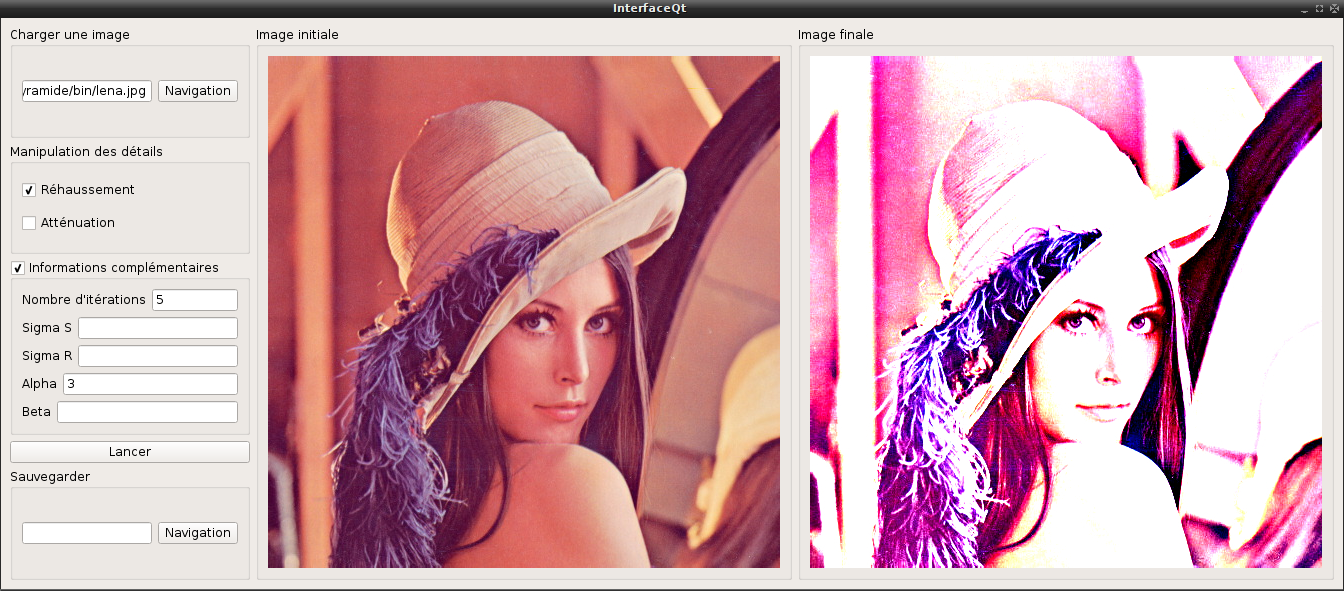 InterfaceQt
Charger une image
yramide/bin/lena.jpg
Navigation
Manipulation des détails
Réhaussement
Atténuation
Informations complémentaires
Nombre d'itérations 5
Sigma S
Sigma R
Alpha 3
Beta
Lancer
Sauvegarder
Navigation
Image initiale
Image finale